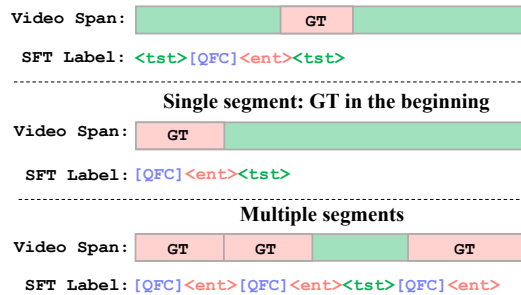 Video Span: GT
SFT Label: <tst>[QFC]<ent><tst>
Single segment: GT in the beginning
Video Span: GT
SFT Label: [QFC]<ent><tst>
Multiple segments
Video Span: GT GT GT
SFT Label: [QFC]<ent>[QFC]<ent><tst>[QFC]<ent>